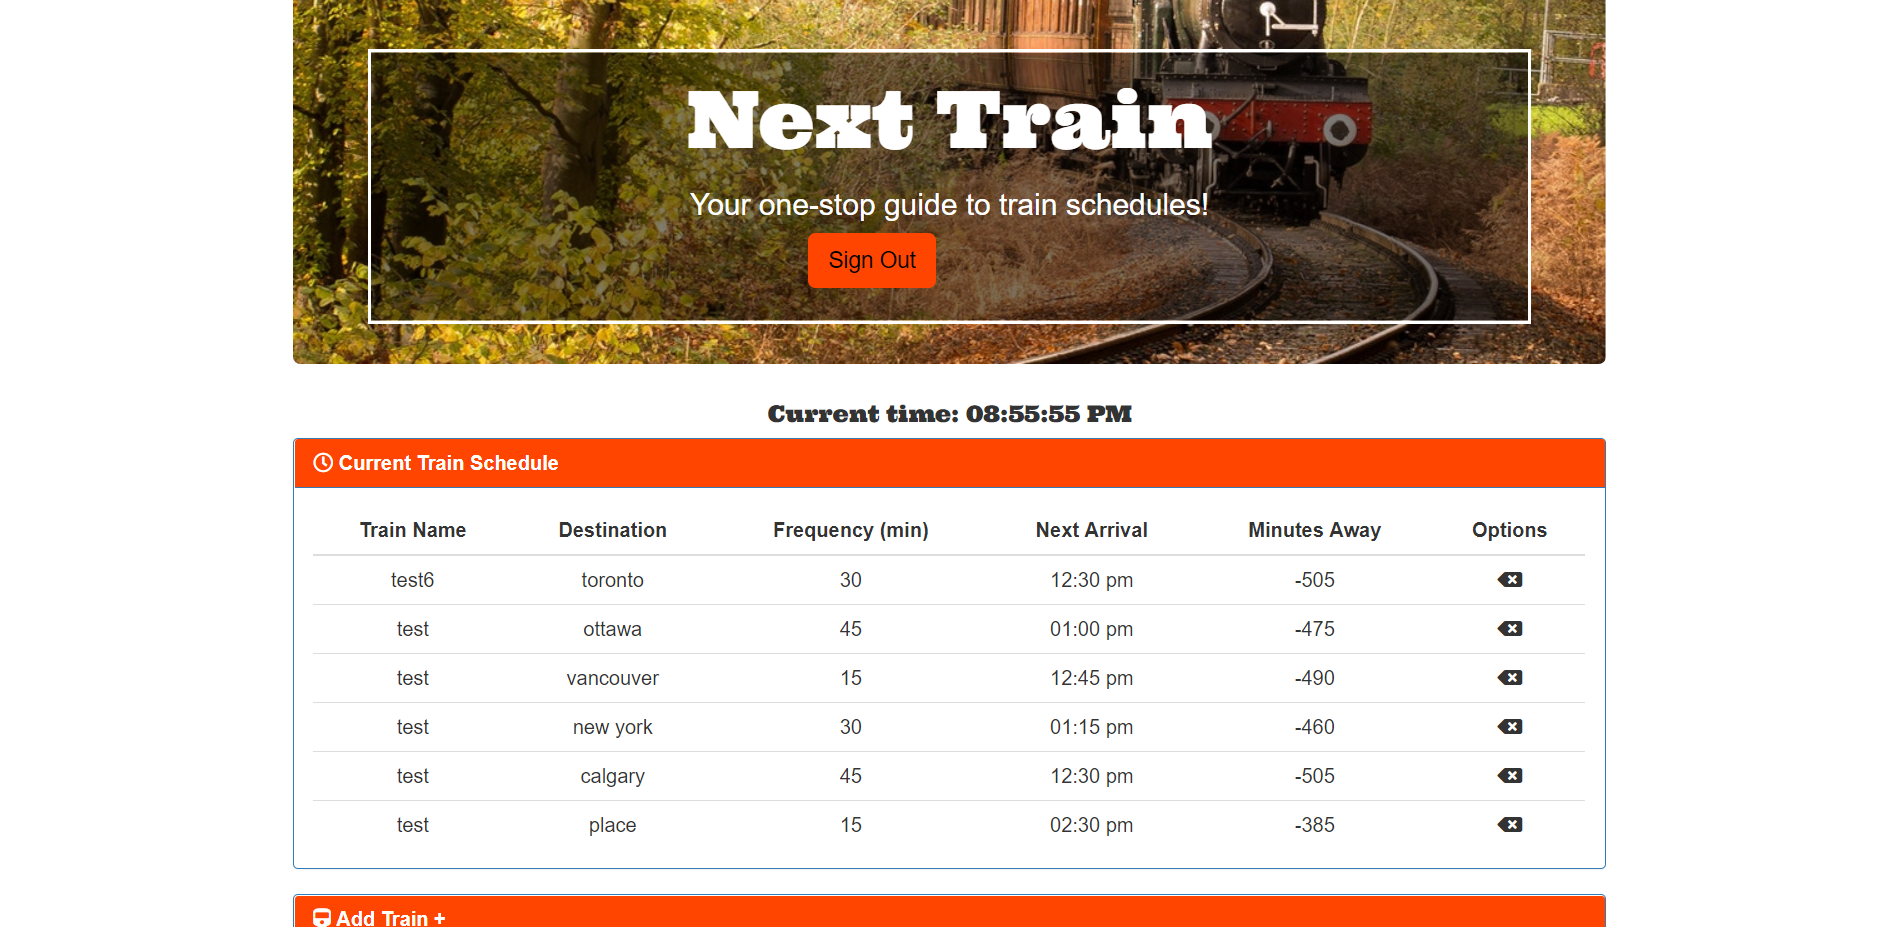 Next Train
Your one-stop guide to train schedules!
Sign Out
Current time: 08:55:55 PM
Current Train Schedule
Train Name Destination Frequency (min) Next Arrival Minutes Away Options
test6 toronto 30 12:30 pm -505
test ottawa 45 01:00 pm -475
test vancouver 15 12:45 pm -490
test new york 30 01:15 pm -460
test calgary 45 12:30 pm -505
test place 15 02:30 pm -385
Add Train +